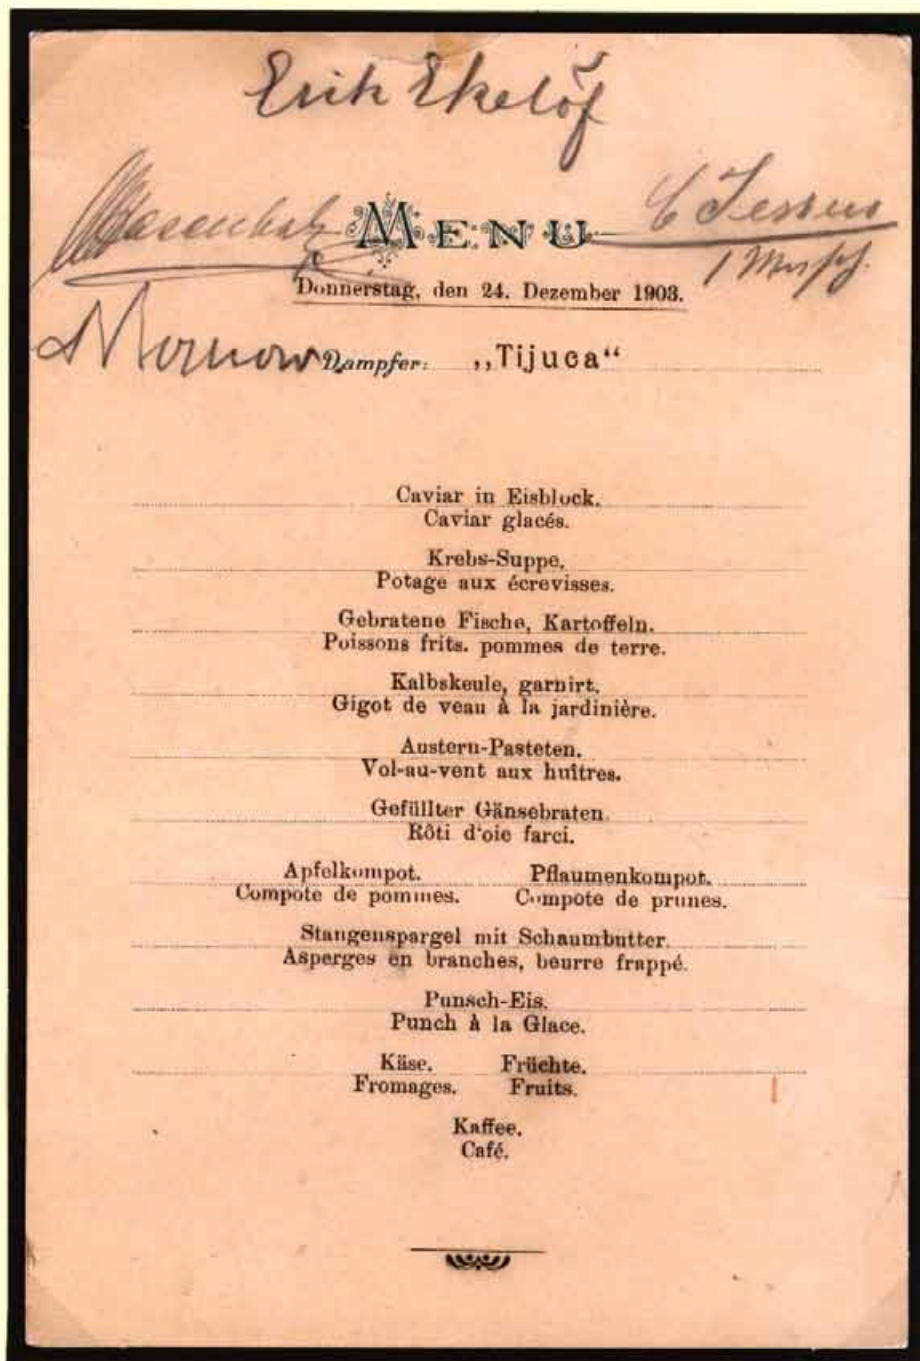 Erik Ekelöf
MENU
Donnerstag, den 24. Dezember 1903.
Dampfer: „Tijuca“
Caviar in Eisblock.
Caviar glacés.
Krebs-Suppe.
Potage aux écrevisses.
Gebratene Fische, Kartoffeln.
Poissons frits. pommes de terre.
Kalbskeule, garnirt.
Gigot de veau à la jardinière.
Austern-Pasteten.
Vol-au-vent aux huîtres.
Gefüllter Gänsebraten.
Rôti d'oie farci.
Apfelkompot. Pflaumenkompot.
Compote de pommes. Compote de prunes.
Stangenspargel mit Schaumbutter.
Asperges en branches, beurre frappé.
Punsch-Eis.
Punch à la Glace.
Käse. Früchte.
Fromages. Fruits.
Kaffee.
Café.